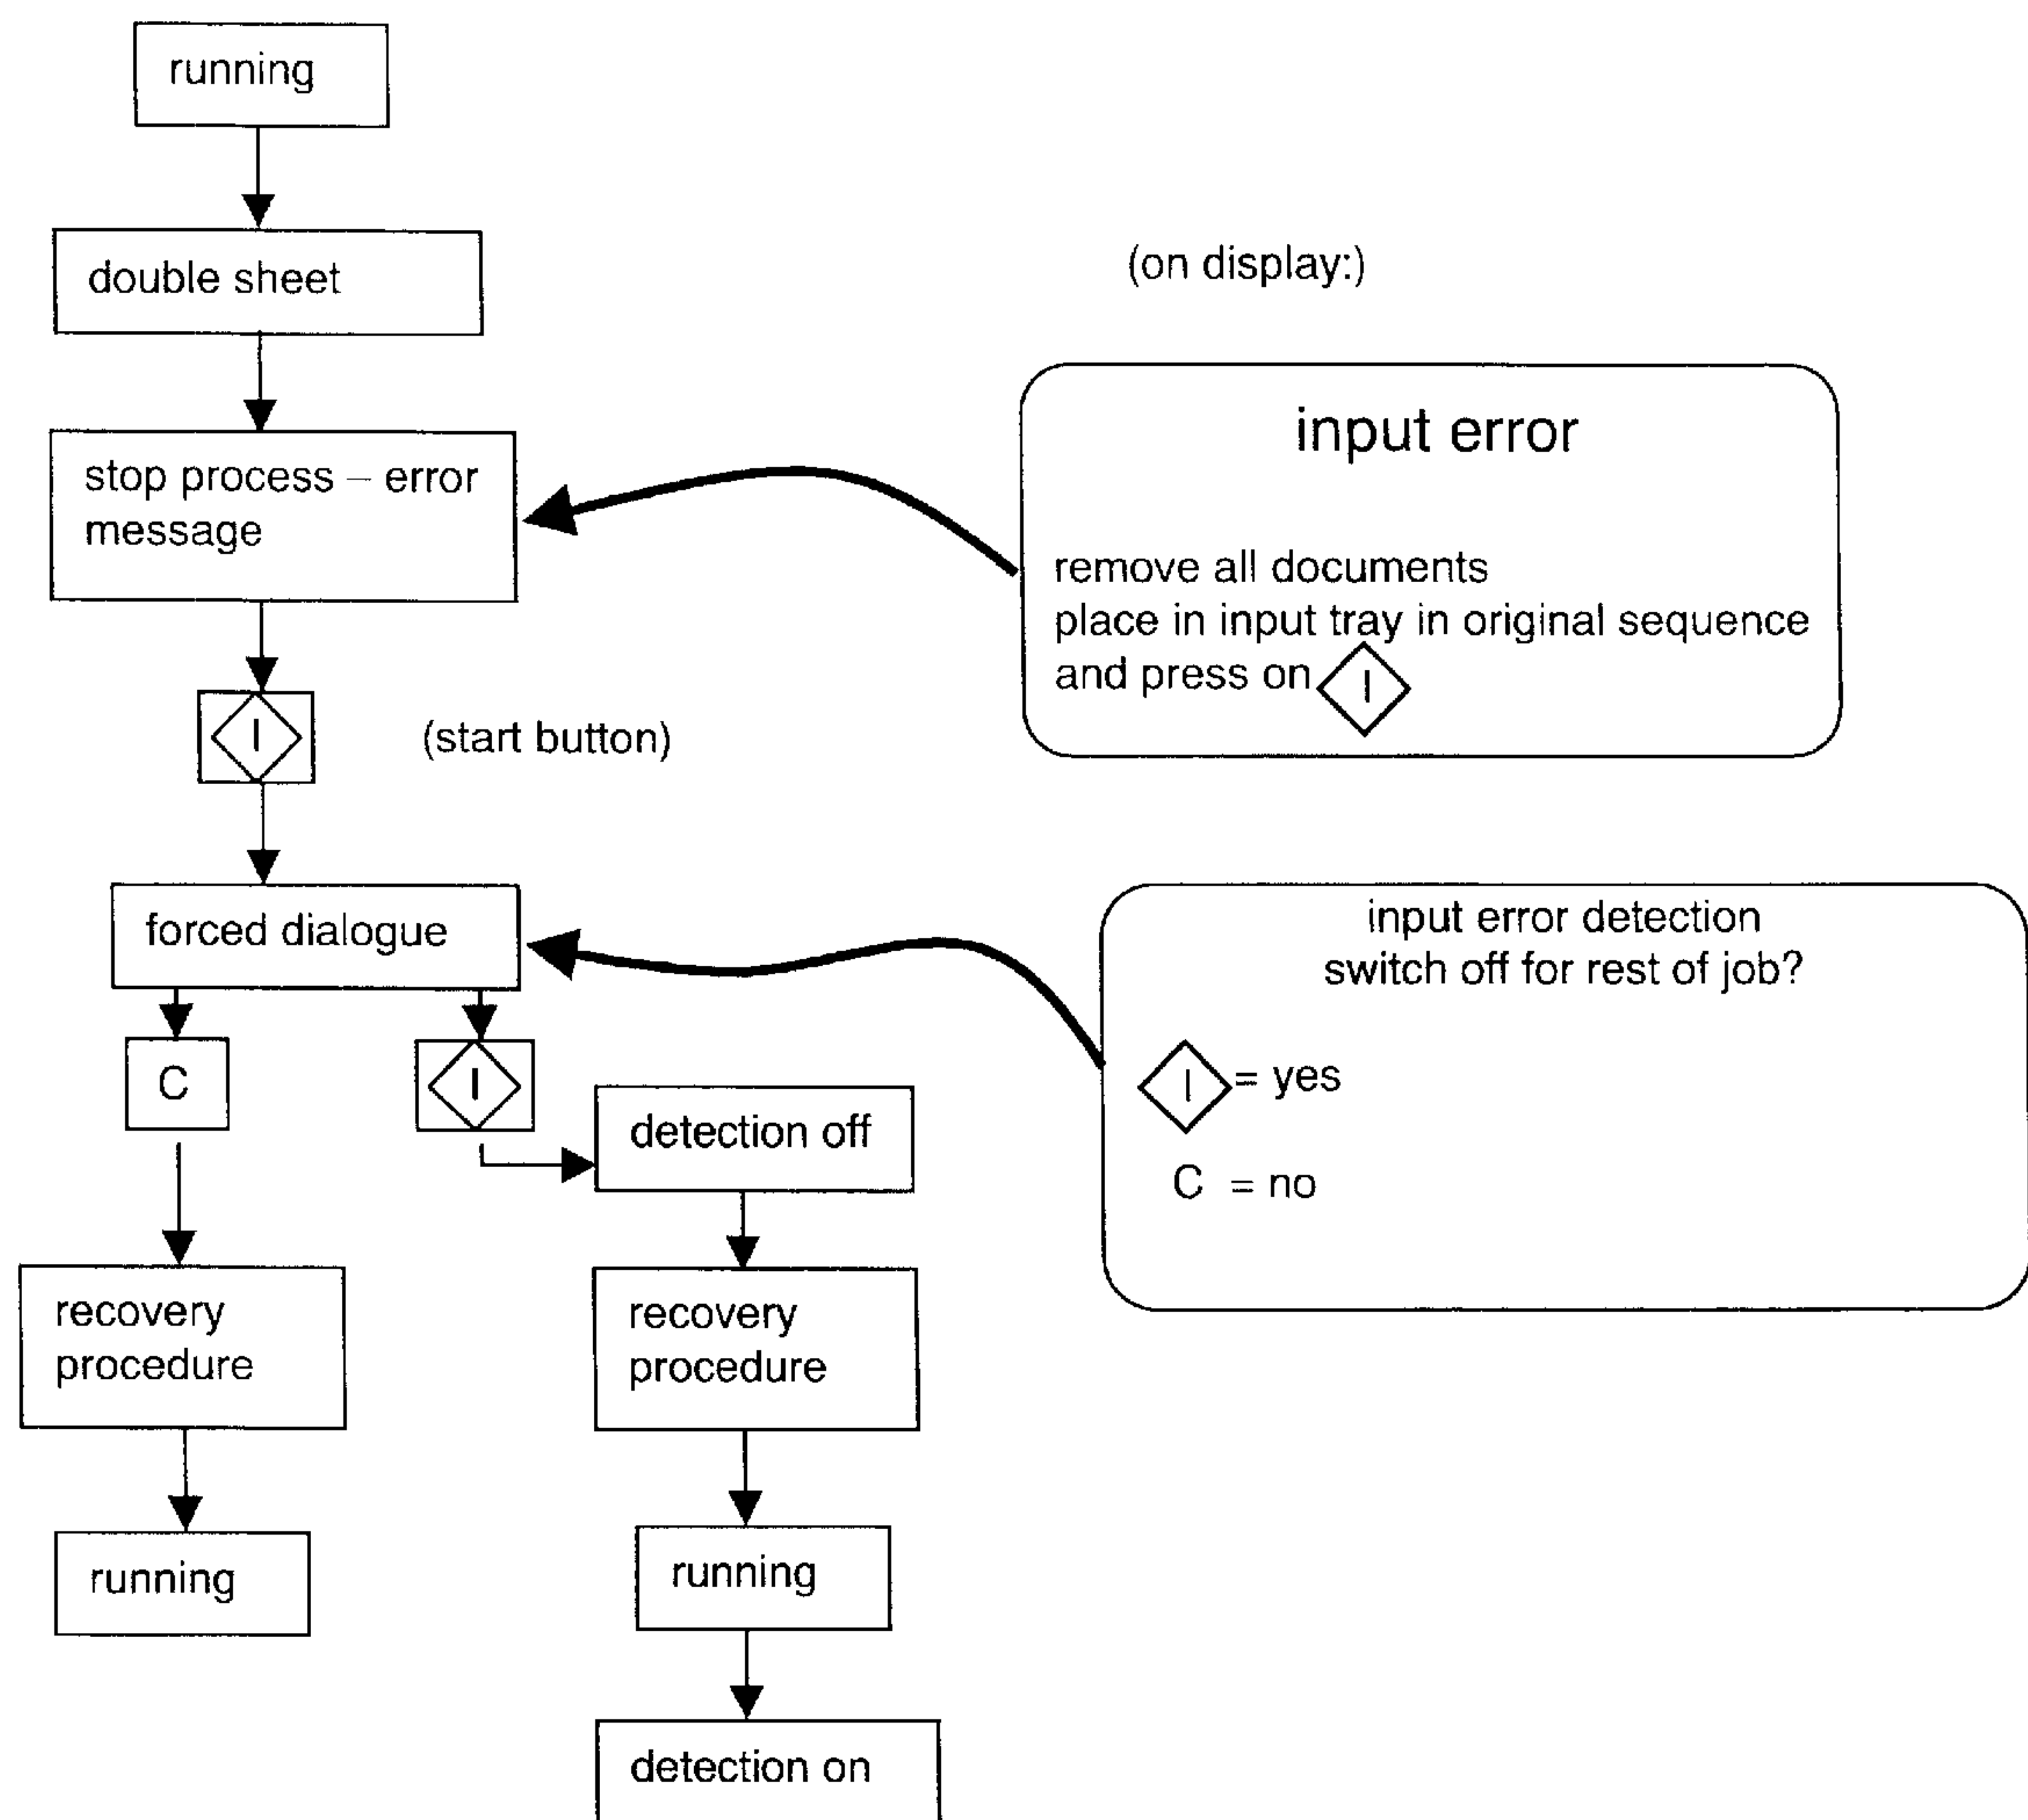 running
double sheet
(on display:)
stop process – error
message
input error
remove all documents
place in input tray in original sequence
and press on I
I
(start button)
forced dialogue
input error detection
switch off for rest of job?
I = yes
C = no
C
I
detection off
recovery
procedure
recovery
procedure
running
running
detection on